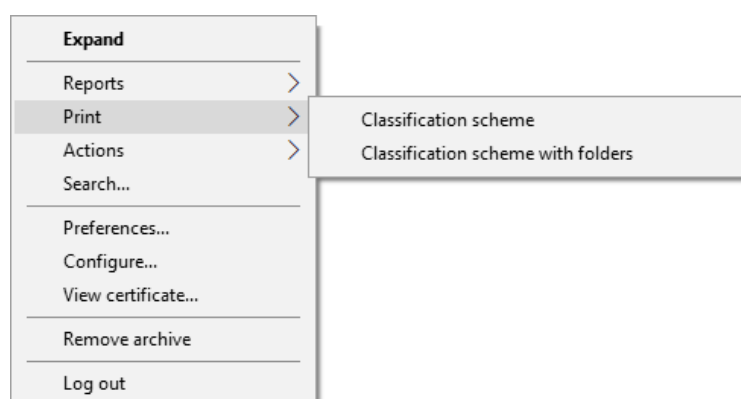 Expand
Reports
Print
Classification scheme
Actions
Classification scheme with folders
Search...
Preferences...
Configure...
View certificate...
Remove archive
Log out